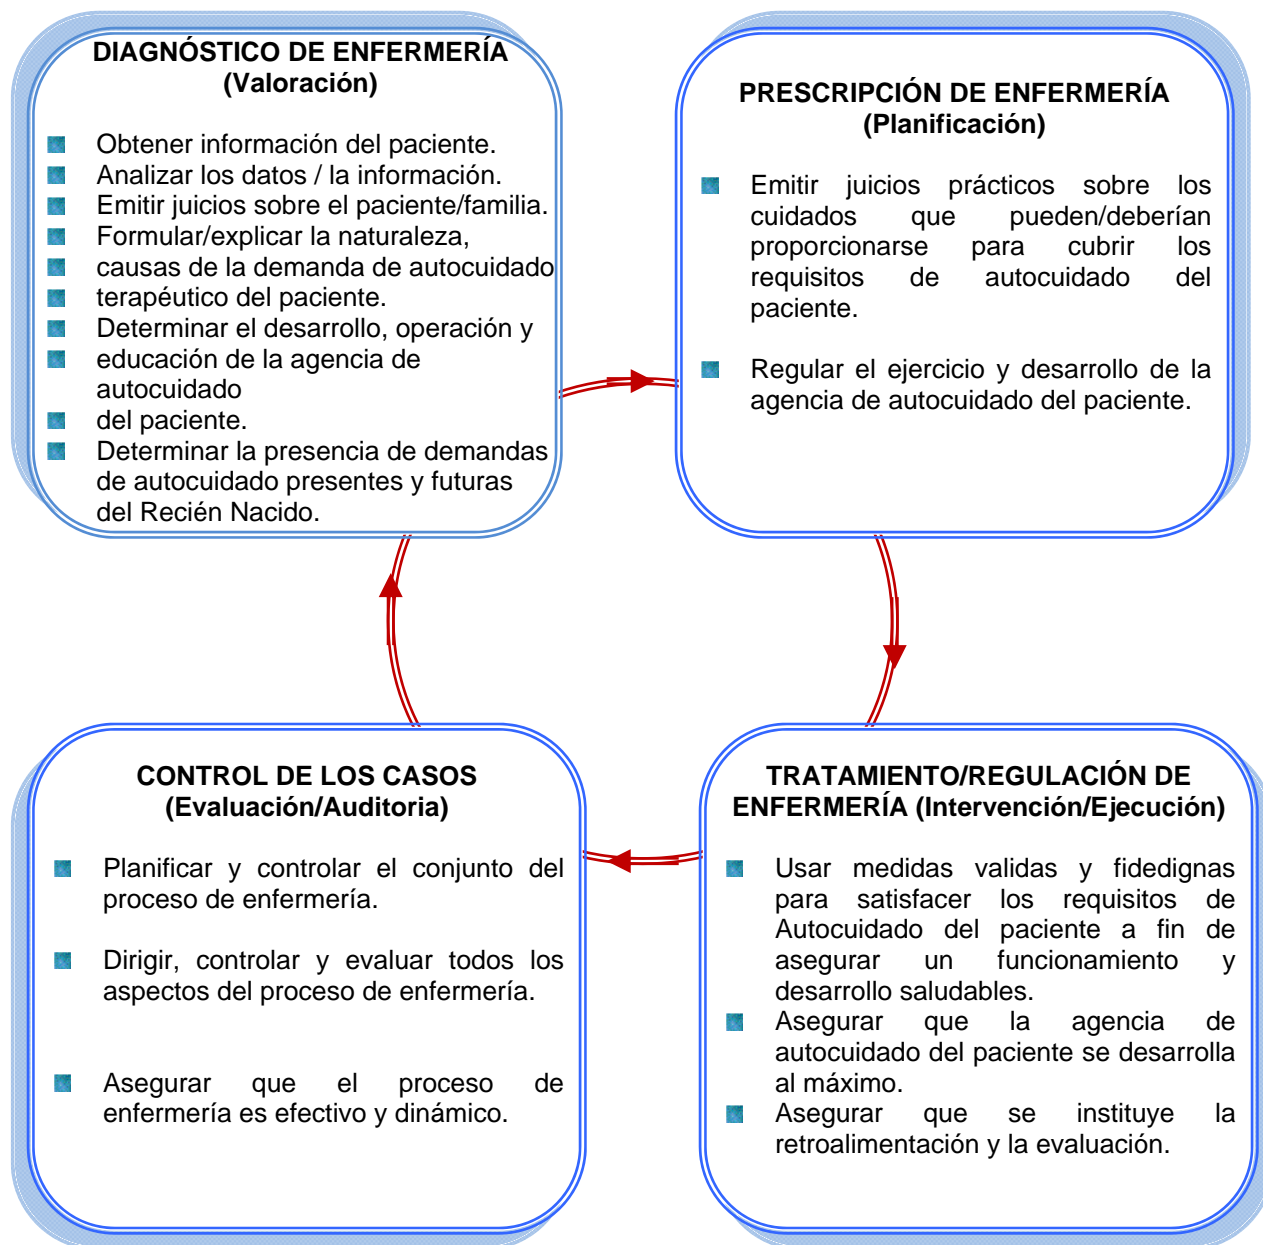 DIAGNÓSTICO DE ENFERMERÍA
(Valoración)
Obtener información del paciente.
Analizar los datos / la información.
Emitir juicios sobre el paciente/familia.
Formular/explicar la naturaleza,
causas de la demanda de autocuidado
terapéutico del paciente.
Determinar el desarrollo, operación y
educación de la agencia de
autocuidado
del paciente.
Determinar la presencia de demandas
de autocuidado presentes y futuras
del Recién Nacido.
PRESCRIPCIÓN DE ENFERMERÍA
(Planificación)
Emitir juicios prácticos sobre los
cuidados que pueden/deberían
proporcionarse para cubrir los
requisitos de autocuidado del
paciente.
Regular el ejercicio y desarrollo de la
agencia de autocuidado del paciente.
CONTROL DE LOS CASOS
(Evaluación/Auditoria)
Planificar y controlar el conjunto del
proceso de enfermería.
Dirigir, controlar y evaluar todos los
aspectos del proceso de enfermería.
Asegurar que el proceso de
enfermería es efectivo y dinámico.
TRATAMIENTO/REGULACIÓN DE
ENFERMERÍA (Intervención/Ejecución)
Usar medidas validas y fidedignas
para satisfacer los requisitos de
Autocuidado del paciente a fin de
asegurar un funcionamiento y
desarrollo saludables.
Asegurar que la agencia de
autocuidado del paciente se desarrolla
al máximo.
Asegurar que se instituye la
retroalimentación y la evaluación.